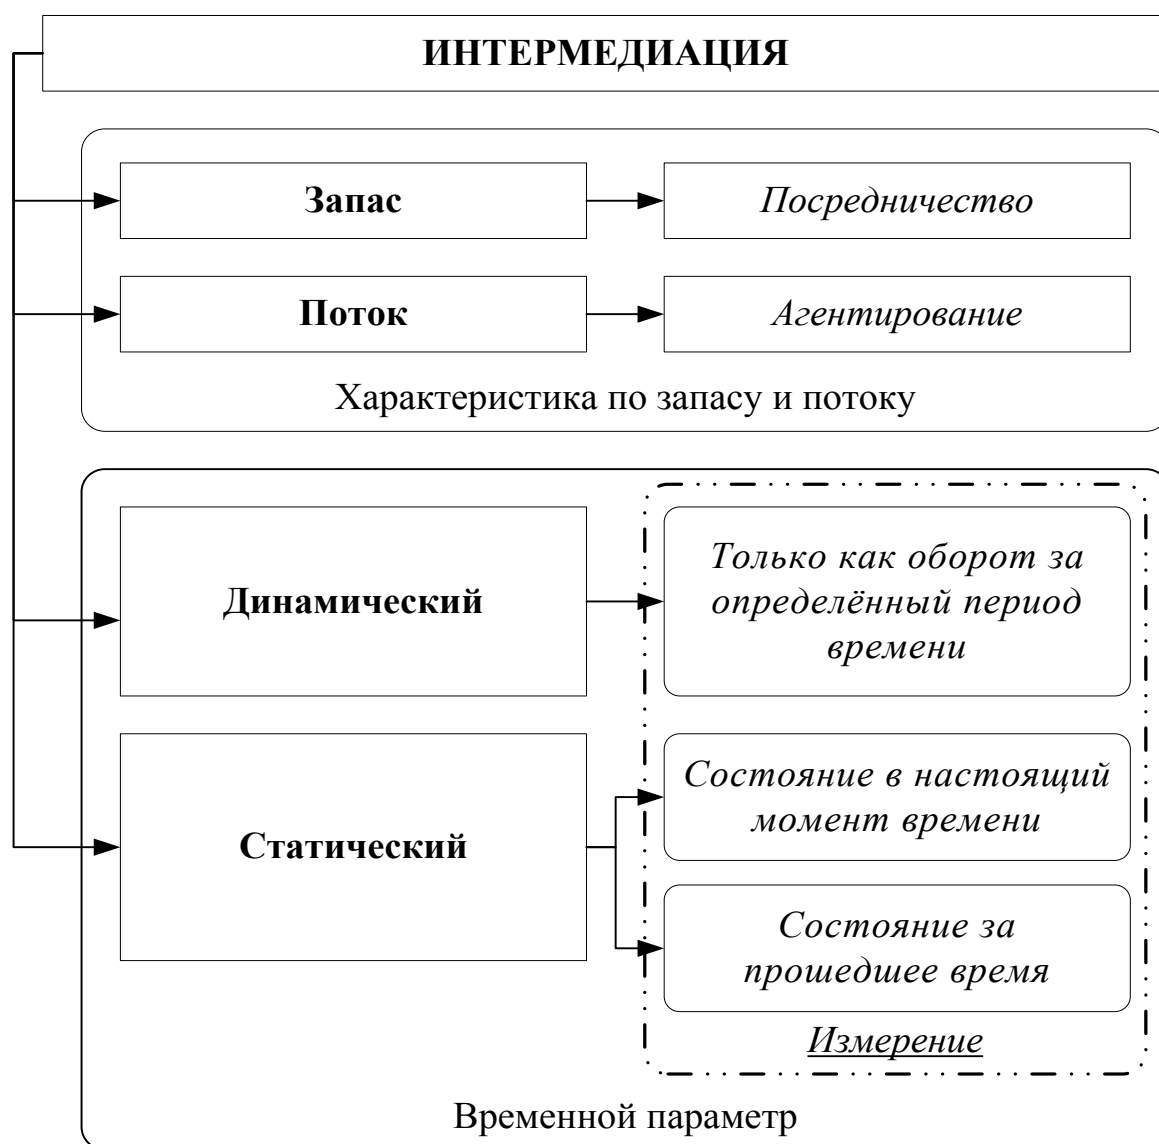 ИНТЕРМЕДИАЦИЯ
Запас
Посредничество
Поток
Агентирование
Характеристика по запасу и потоку
Динамический
Только как оборот за
определённый период
времени
Статический
Состояние в настоящий
момент времени
Состояние за
прошедшее время
Измерение
Временной параметр